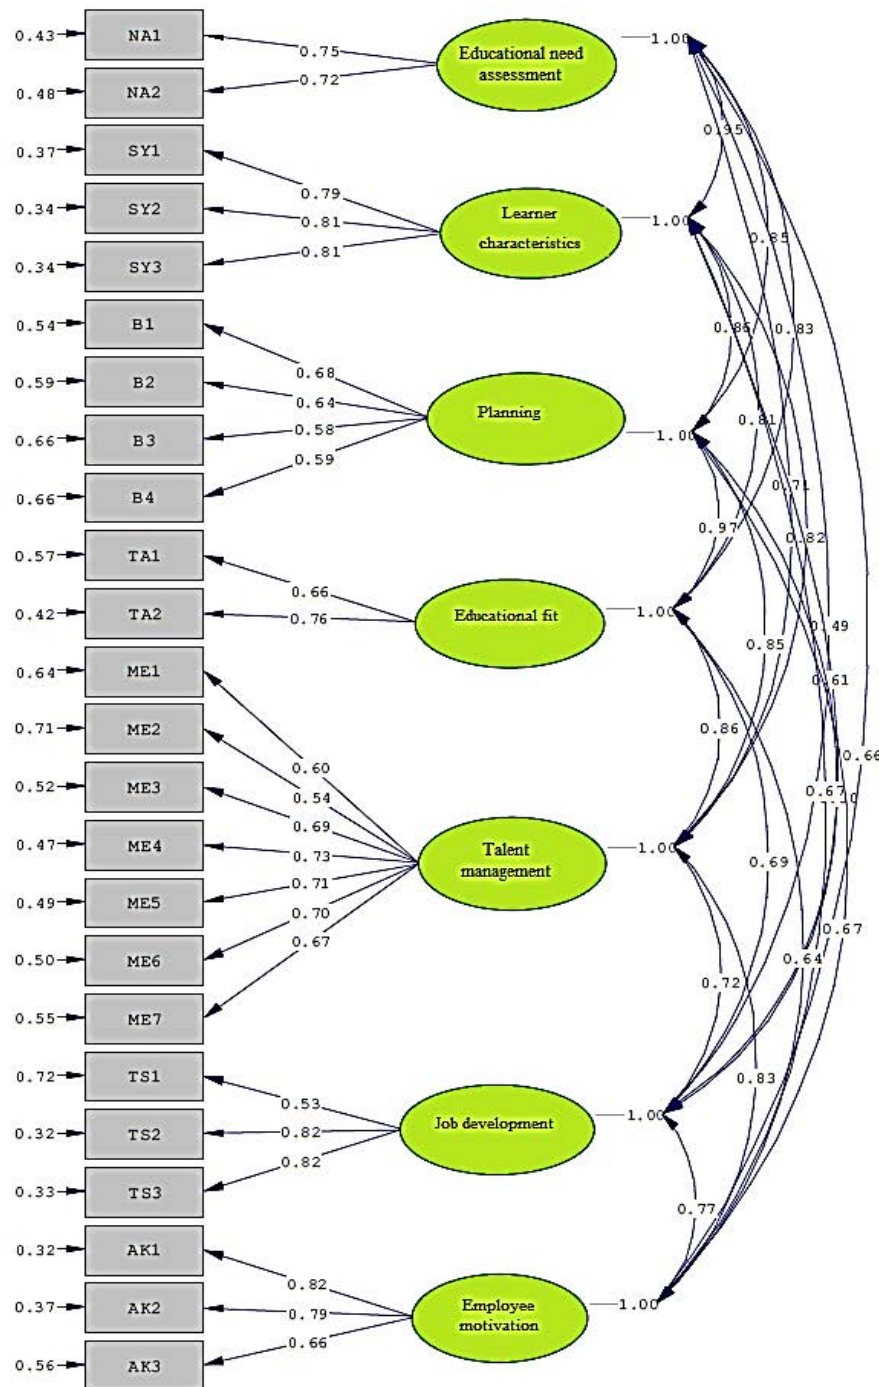 0.43 NA1
0.75
Educational need
assessment
1.00
0.48 NA2
0.72
0.95
0.37 SY1
0.79
0.34 SY2
0.81
Learner
characteristics
1.00
0.34 SY3
0.81
0.85
0.54 B1
0.68
0.86
0.83
0.59 B2
0.64
Planning
1.00
0.66 B3
0.58
0.81
0.66 B4
0.59
0.71
0.97
0.82
0.57 TA1
0.66
Educational fit
1.00
0.42 TA2
0.76
0.49
0.64 ME1
0.60
0.85
0.61
0.71 ME2
0.54
0.86
0.66
0.52 ME3
0.69
0.67
0.47 ME4
0.73
Talent
management
1.00
0.69
0.49 ME5
0.71
0.67
0.50 ME6
0.70
0.64
0.55 ME7
0.67
0.72
0.72 TS1
0.53
0.83
0.32 TS2
0.82
Job development
1.00
0.33 TS3
0.82
0.77
0.32 AK1
0.82
0.37 AK2
0.79
Employee
motivation
1.00
0.56 AK3
0.66